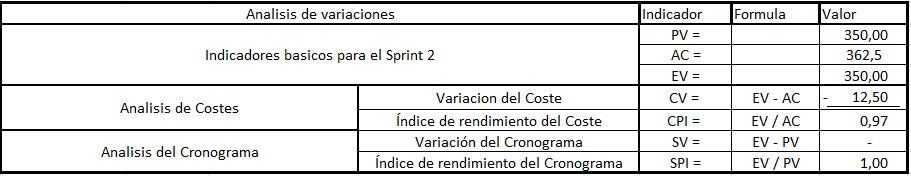 Analisis de variaciones Indicador Formula Valor
Indicadores basicos para el Sprint 2 PV = 350,00
AC = 362,5
EV = 350,00
Analisis de Costes Variacion del Coste CV = EV - AC - 12,50
Índice de rendimiento del Coste CPI = EV / AC 0,97
Analisis del Cronograma Variación del Cronograma SV = EV - PV -
Índice de rendimiento del Cronograma SPI = EV / PV 1,00